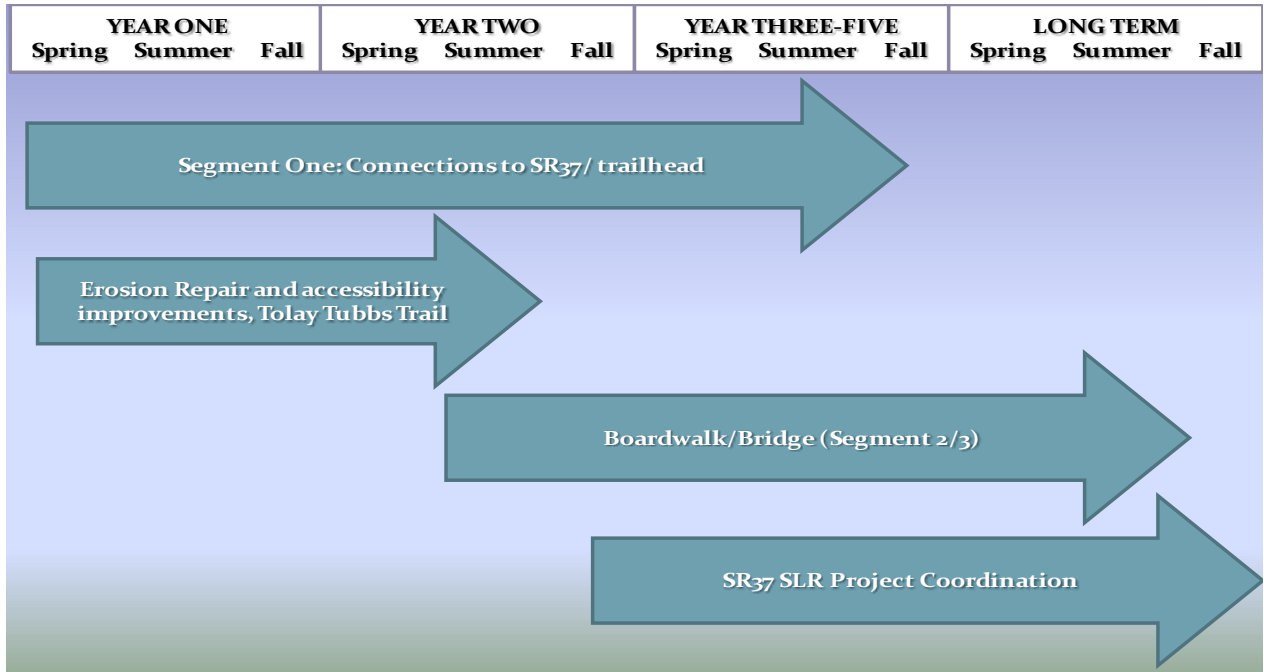 YEAR ONE
Spring Summer Fall
YEAR TWO
Spring Summer Fall
YEAR THREE-FIVE
Spring Summer Fall
LONG TERM
Spring Summer Fall
Segment One: Connections to SR37/ trailhead
Erosion Repair and accessibility
improvements, Tolay Tubbs Trail
Boardwalk/Bridge (Segment 2/3)
SR37 SLR Project Coordination